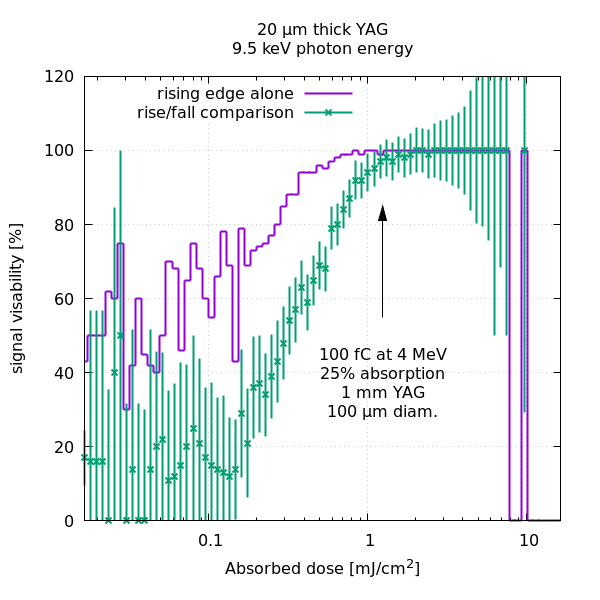 20 µm thick YAG
9.5 keV photon energy
rising edge alone
rise/fall comparison
120
100
80
60
40
20
0
signal visability [%]
100 fC at 4 MeV
25% absorption
1 mm YAG
100 µm diam.
0.1
1
10
Absorbed dose [mJ/cm²]